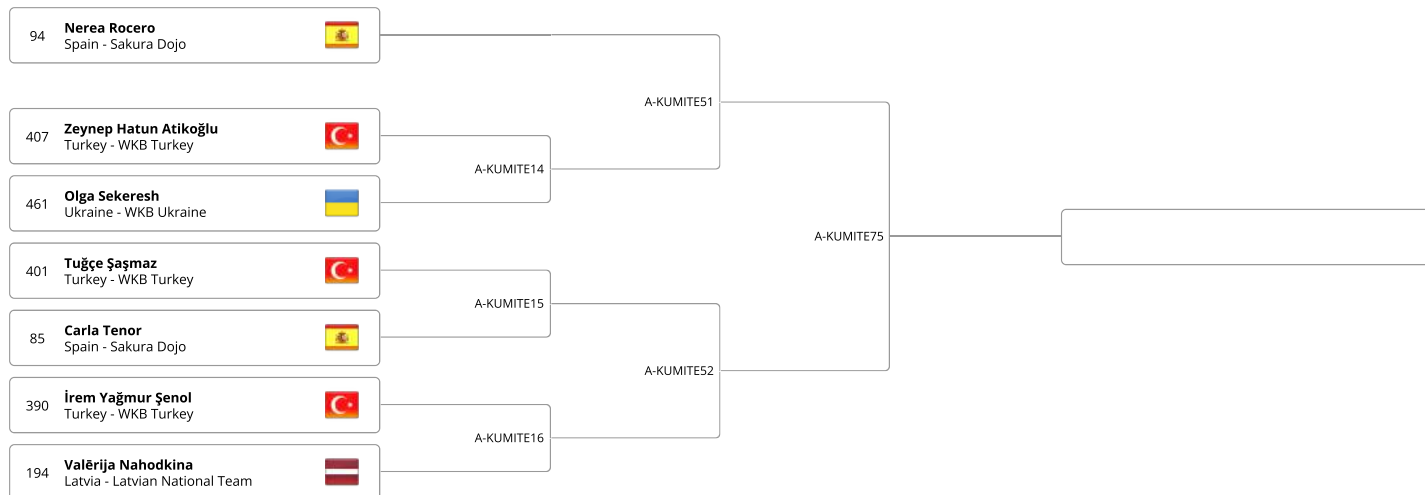 94
Nerea Rocero
Spain - Sakura Dojo
A-KUMITE51
407
Zeynep Hatun Atikoğlu
Turkey - WKB Turkey
A-KUMITE14
461
Olga Sekeresh
Ukraine - WKB Ukraine
A-KUMITE75
401
Tuğçe Şaşmaz
Turkey - WKB Turkey
A-KUMITE15
85
Carla Tenor
Spain - Sakura Dojo
A-KUMITE52
390
İrem Yağmur Şenol
Turkey - WKB Turkey
A-KUMITE16
194
Valērija Nahodkina
Latvia - Latvian National Team